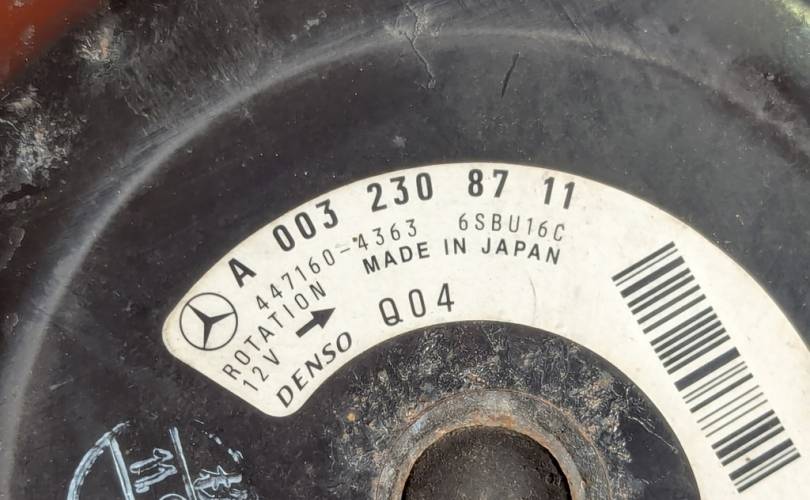 A 003 230 87 11
447160-4363 6SBU16C
ROTATION MADE IN JAPAN
12V
DENSO Q04